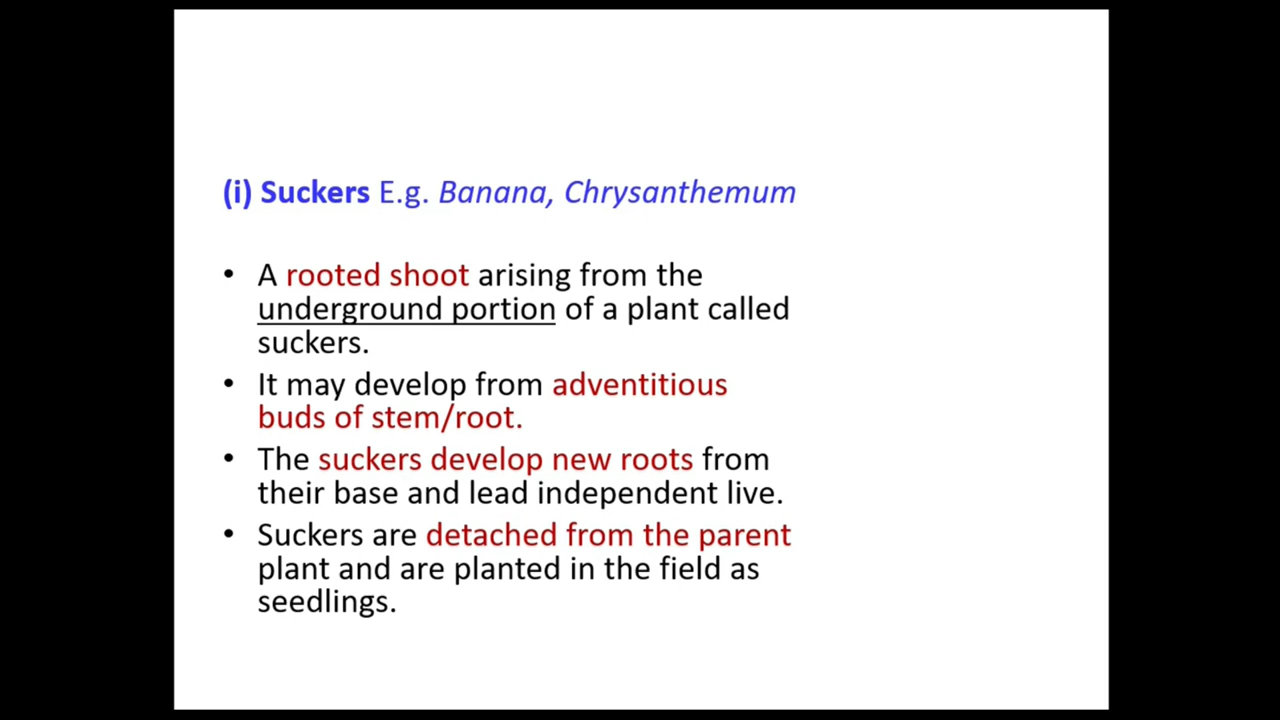 (i) Suckers E.g. Banana, Chrysanthemum
• A rooted shoot arising from the
underground portion of a plant called
suckers.
• It may develop from adventitious
buds of stem/root.
• The suckers develop new roots from
their base and lead independent live.
• Suckers are detached from the parent
plant and are planted in the field as
seedlings.